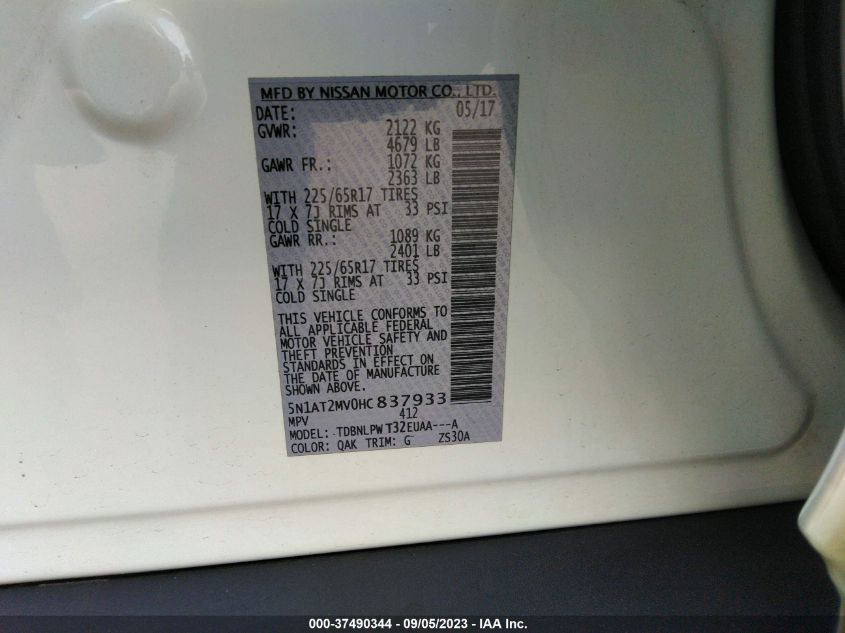 MFD BY NISSAN MOTOR CO., LTD.
DATE: 05/17
GVWR: 2122 KG
4679 LB
GAWR FR.: 1072 KG
2363 LB
WITH 225/65R17 TIRES
17 X 7J RIMS AT 33 PSI
COLD SINGLE
GAWR RR.: 1089 KG
2401 LB
WITH 225/65R17 TIRES
17 X 7J RIMS AT 33 PSI
COLD SINGLE
THIS VEHICLE CONFORMS TO
ALL APPLICABLE FEDERAL
MOTOR VEHICLE SAFETY AND
THEFT PREVENTION
STANDARDS IN EFFECT ON
THE DATE OF MANUFACTURE
SHOWN ABOVE.
5N1AT2MV0HC837933
MPV 412
MODEL: TDBNLPW T32EUAA---A
COLOR: QAK TRIM: G ZS30A
000-37490344 — 09/05/2023 — IAA Inc.